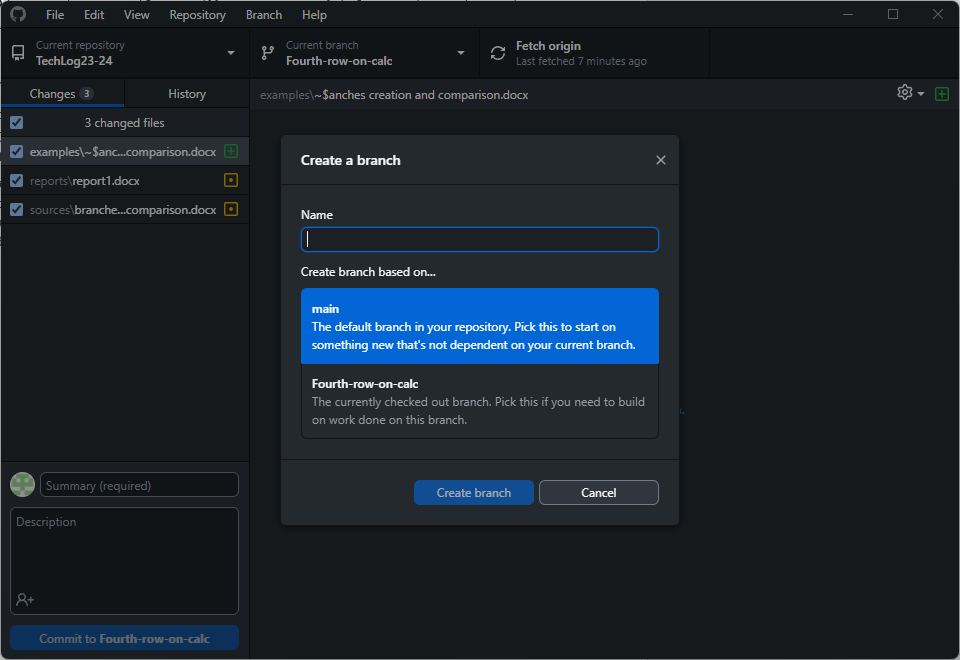 File Edit View Repository Branch Help
Current repository
TechLog23-24
Current branch
Fourth-row-on-calc
Fetch origin
Last fetched 7 minutes ago
Changes 3
History
examples\~$anches creation and comparison.docx
3 changed files
examples\~$anc...comparison.docx
reports\report1.docx
sources\branche...comparison.docx
Create a branch
Name
Create branch based on...
main
The default branch in your repository. Pick this to start on
something new that's not dependent on your current branch.
Fourth-row-on-calc
The currently checked out branch. Pick this if you need to build
on work done on this branch.
Create branch
Cancel
Summary (required)
Description
Commit to Fourth-row-on-calc